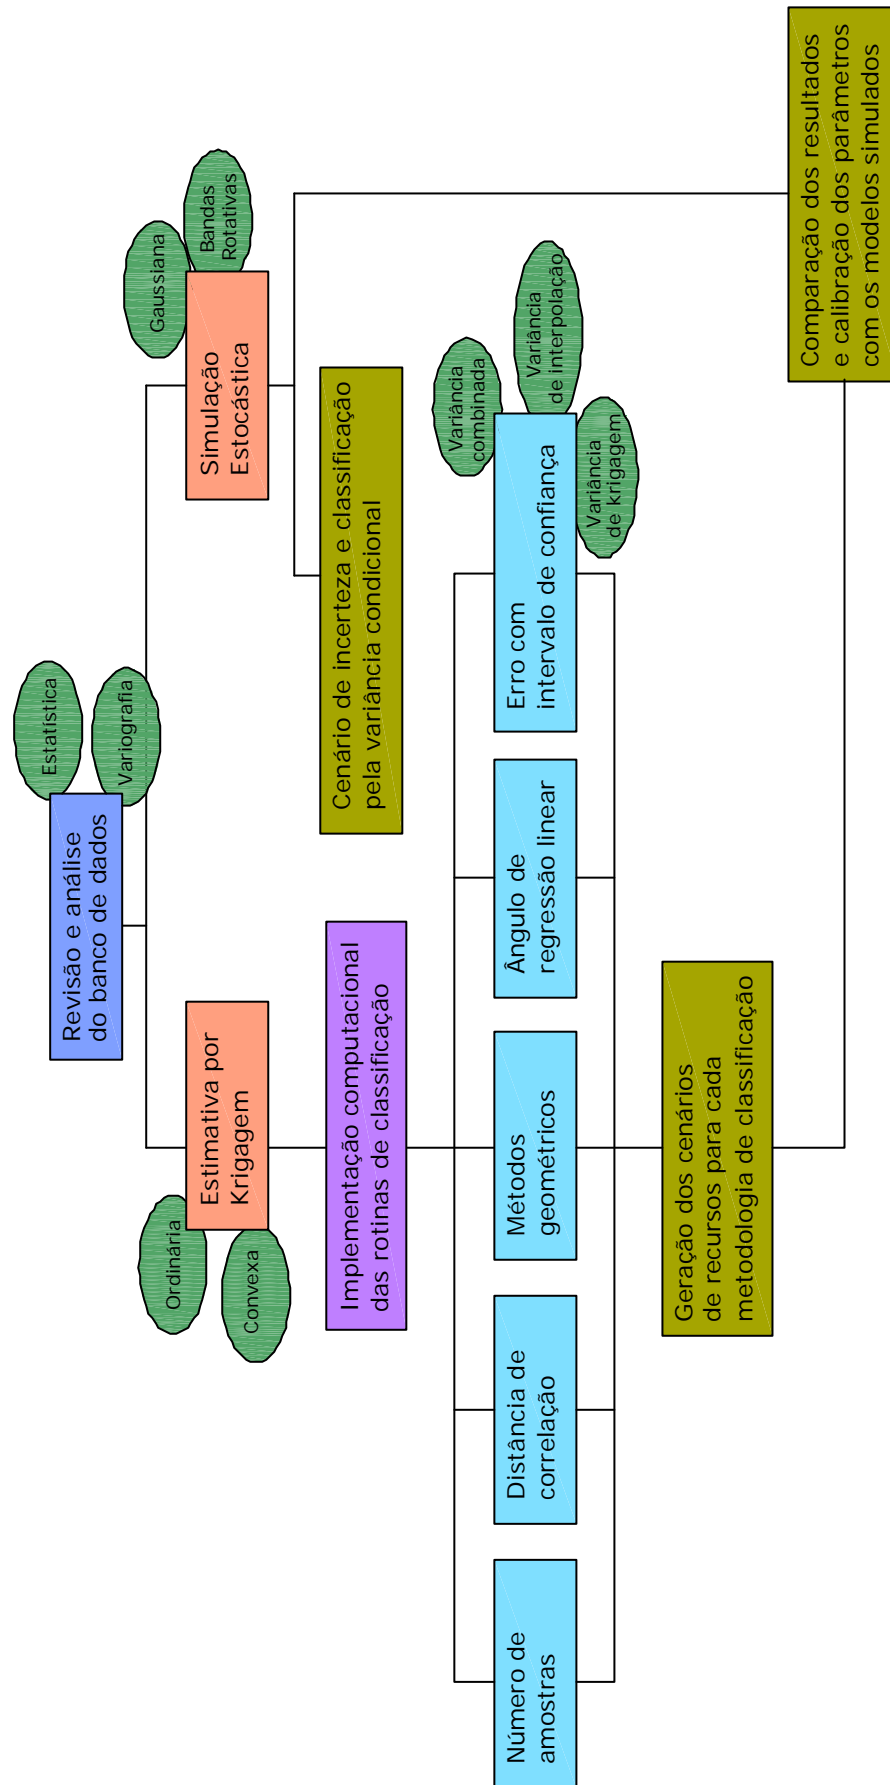 Revisão e análise
do banco de dados
Estatística
Variografia
Estimativa por
Krigagem
Ordinária
Convexa
Simulação
Estocástica
Gaussiana
Bandas
Rotativas
Implementação computacional
das rotinas de classificação
Cenário de incerteza e classificação
pela variância condicional
Número de
amostras
Distância de
correlação
Métodos
geométricos
Ângulo de
regressão linear
Erro com
intervalo de confiança
Variância
combinada
Variância
de interpolação
Variância
de krigagem
Geração dos cenários
de recursos para cada
metodologia de classificação
Comparação dos resultados
e calibração dos parâmetros
com os modelos simulados